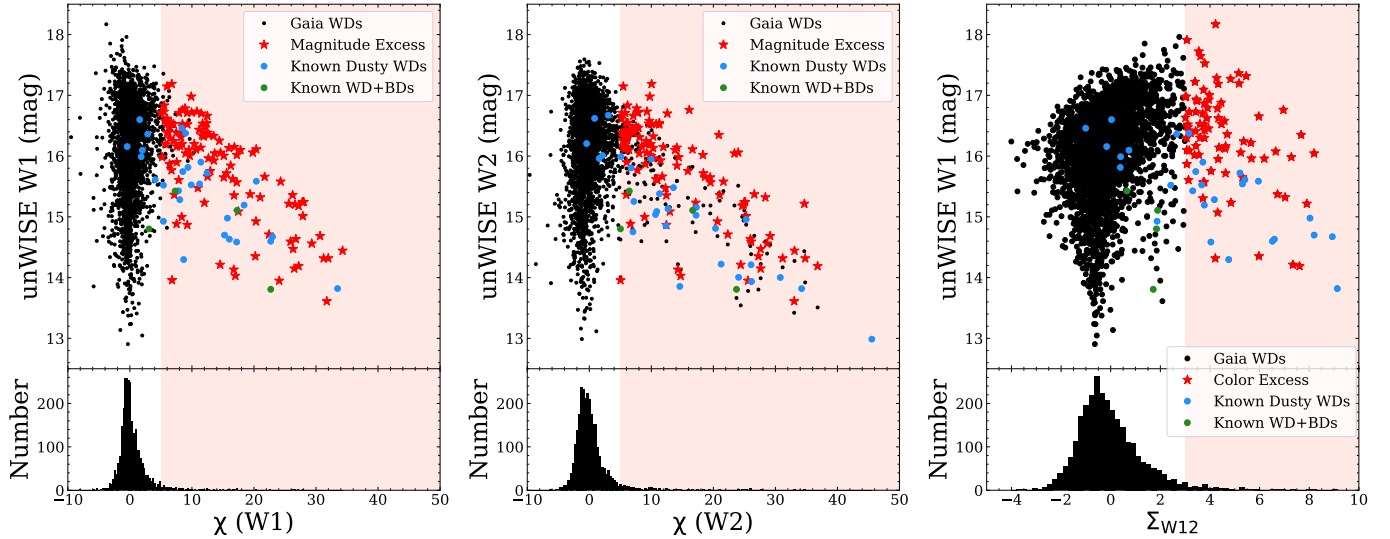 18
17
16
15
14
13
unWISE W1 (mag)
Gaia WDs
Magnitude Excess
Known Dusty WDs
Known WD+BDs
200
100
0
Number
−10 0 10 20 30 40 50
χ (W1)
18
17
16
15
14
13
unWISE W2 (mag)
Gaia WDs
Magnitude Excess
Known Dusty WDs
Known WD+BDs
200
100
0
Number
−10 0 10 20 30 40 50
χ (W2)
18
17
16
15
14
13
unWISE W1 (mag)
Gaia WDs
Color Excess
Known Dusty WDs
Known WD+BDs
200
100
0
Number
−4 −2 0 2 4 6 8 10
Σ_W12